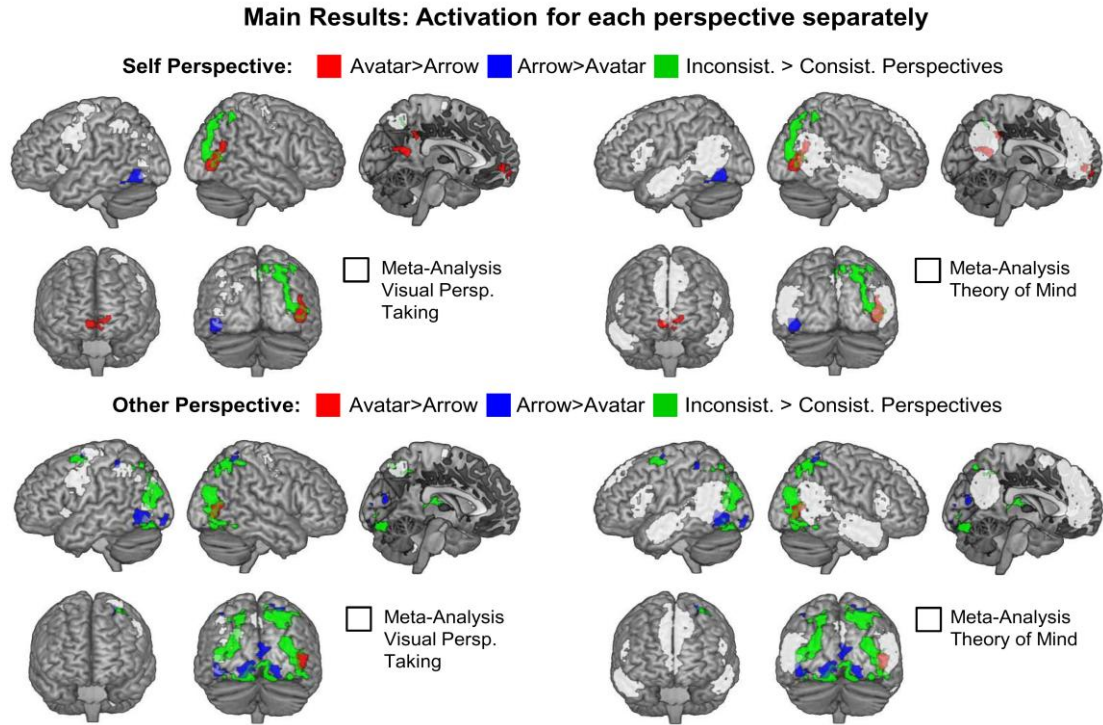 Main Results: Activation for each perspective separately
Self Perspective: Avatar>Arrow Arrow>Avatar Inconsist. > Consist. Perspectives
Meta-Analysis
Visual Persp.
Taking
Meta-Analysis
Theory of Mind
Other Perspective: Avatar>Arrow Arrow>Avatar Inconsist. > Consist. Perspectives
Meta-Analysis
Visual Persp.
Taking
Meta-Analysis
Theory of Mind